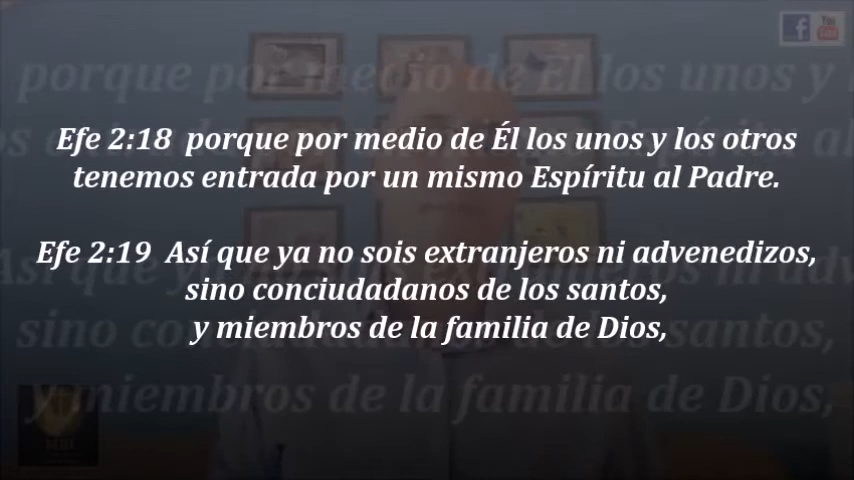 Efe 2:18 porque por medio de Él los unos y los otros
tenemos entrada por un mismo Espíritu al Padre.
Efe 2:19 Así que ya no sois extranjeros ni advenedizos,
sino conciudadanos de los santos,
y miembros de la familia de Dios,